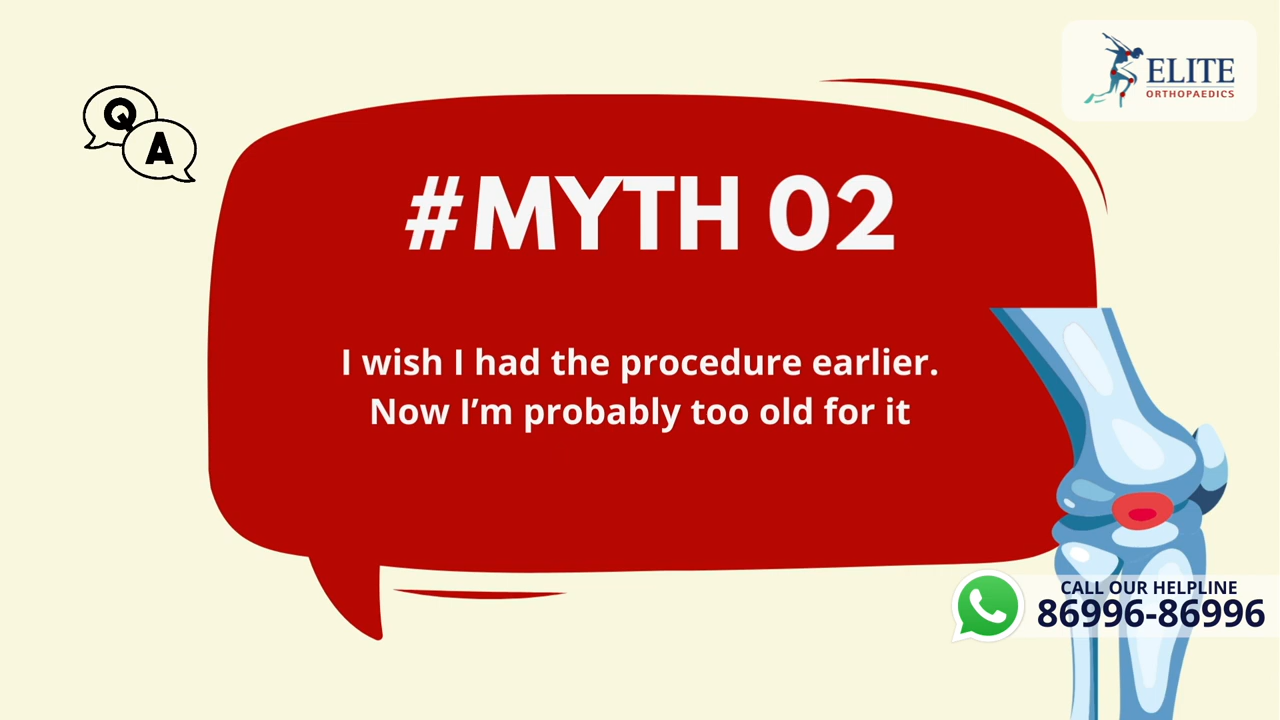 Q
A
ELITE
ORTHOPAEDICS
#MYTH 02
I wish I had the procedure earlier.
Now I’m probably too old for it
CALL OUR HELPLINE
86996-86996